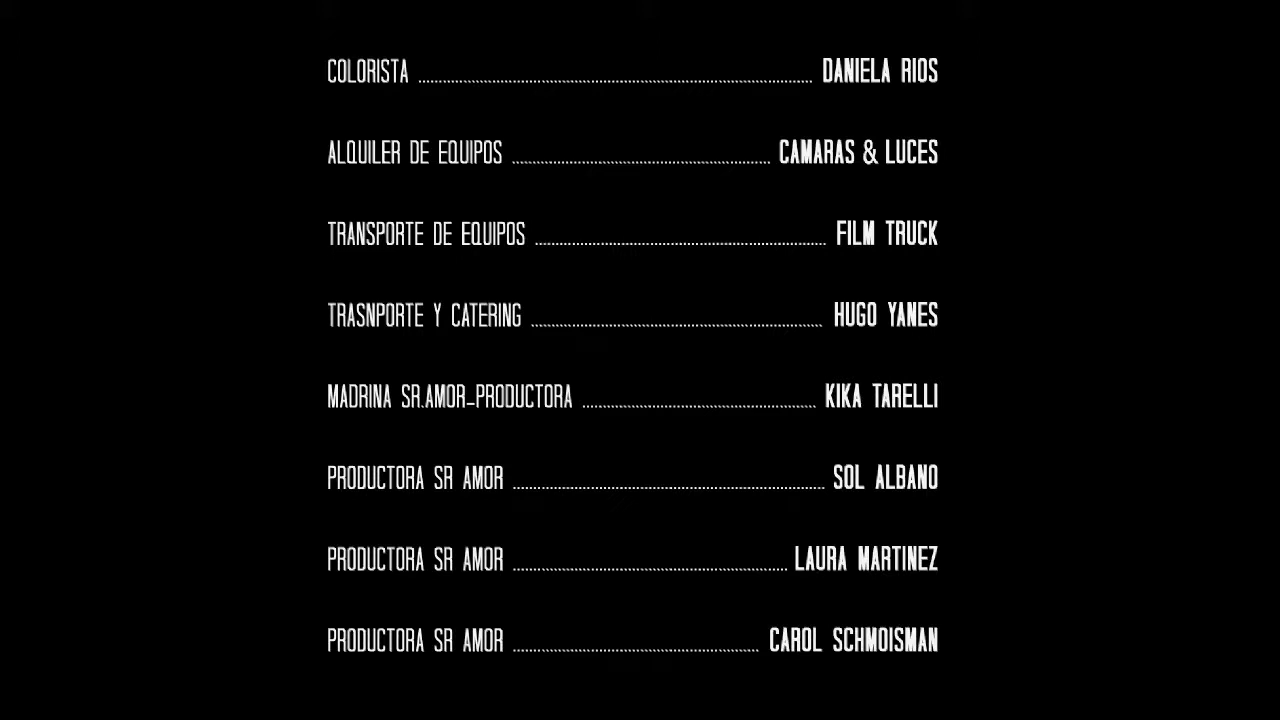 COLORISTA ........ DANIELA RIOS
ALQUILER DE EQUIPOS ........ CAMARAS & LUCES
TRANSPORTE DE EQUIPOS ........ FILM TRUCK
TRASNPORTE Y CATERING ........ HUGO YANES
MADRINA SR.AMOR-PRODUCTORA ........ KIKA TARELLI
PRODUCTORA SR AMOR ........ SOL ALBANO
PRODUCTORA SR AMOR ........ LAURA MARTINEZ
PRODUCTORA SR AMOR ........ CAROL SCHMOISMAN